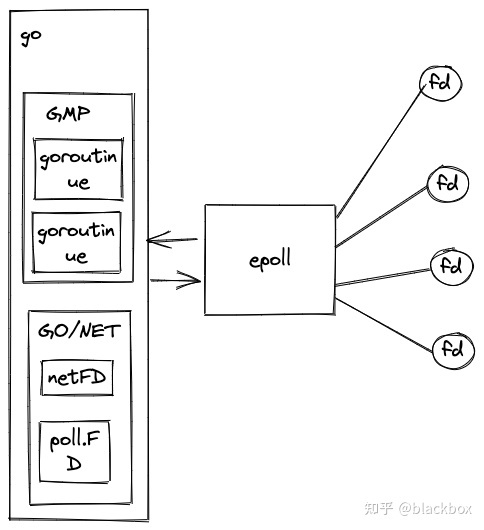 go
GMP
goroutin
ue
goroutin
ue
GO/NET
netFD
poll.F
D
epoll
fd
fd
fd
fd
知乎 @blackbox